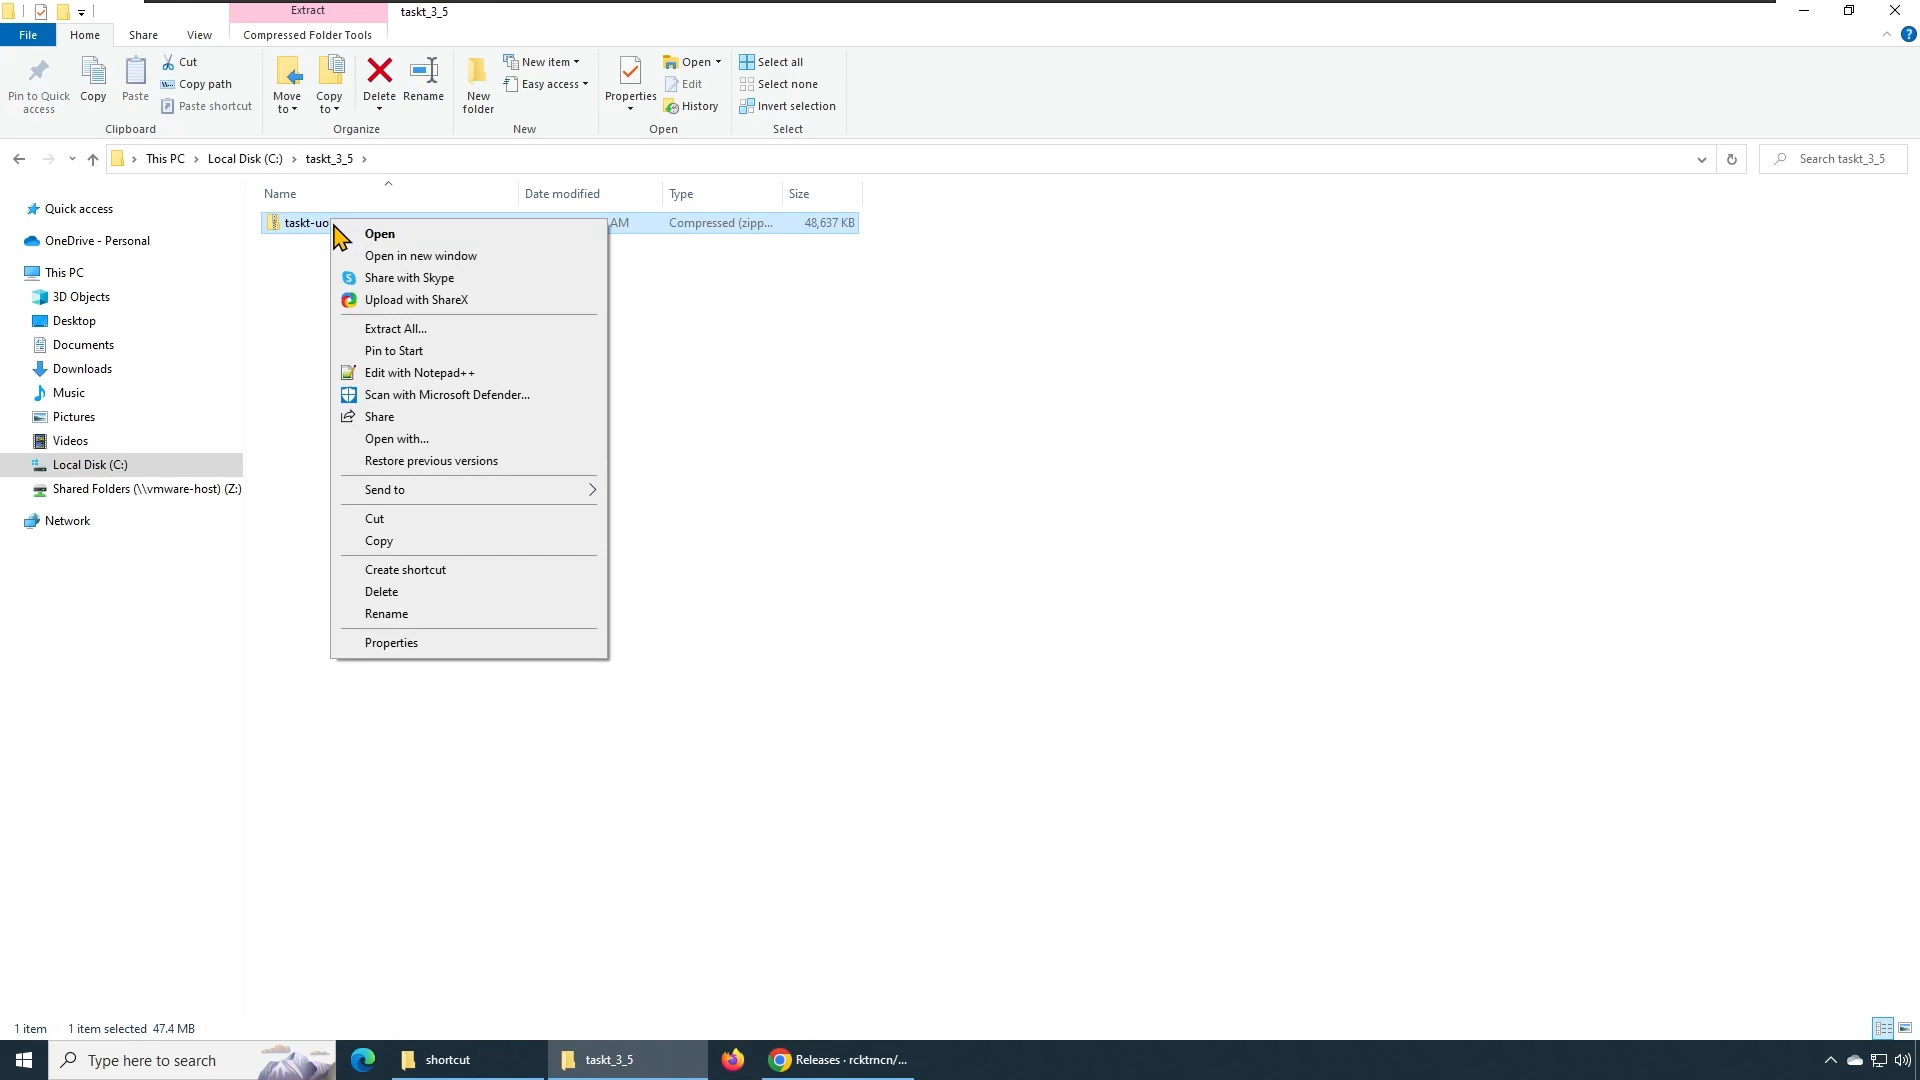 Extract
taskt_3_5
File
Home
Share
View
Compressed Folder Tools
?
Pin to Quick
access
Copy
Paste
Cut
Copy path
Paste shortcut
Move
to
Copy
to
Delete
Rename
New
folder
New item
Easy access
Properties
Open
Edit
History
Select all
Select none
Invert selection
Clipboard
Organize
New
Open
Select
This PC
Local Disk (C:)
taskt_3_5
Search taskt_3_5
Name
Date modified
Type
Size
taskt-uo
AM
Compressed (zipp...
48,637 KB
Quick access
OneDrive - Personal
This PC
3D Objects
Desktop
Documents
Downloads
Music
Pictures
Videos
Local Disk (C:)
Shared Folders (\\vmware-host) (Z:)
Network
Open
Open in new window
Share with Skype
Upload with ShareX
Extract All...
Pin to Start
Edit with Notepad++
Scan with Microsoft Defender...
Share
Open with...
Restore previous versions
Send to
Cut
Copy
Create shortcut
Delete
Rename
Properties
1 item
1 item selected 47.4 MB
Type here to search
shortcut
taskt_3_5
Releases · rcktrncn/...